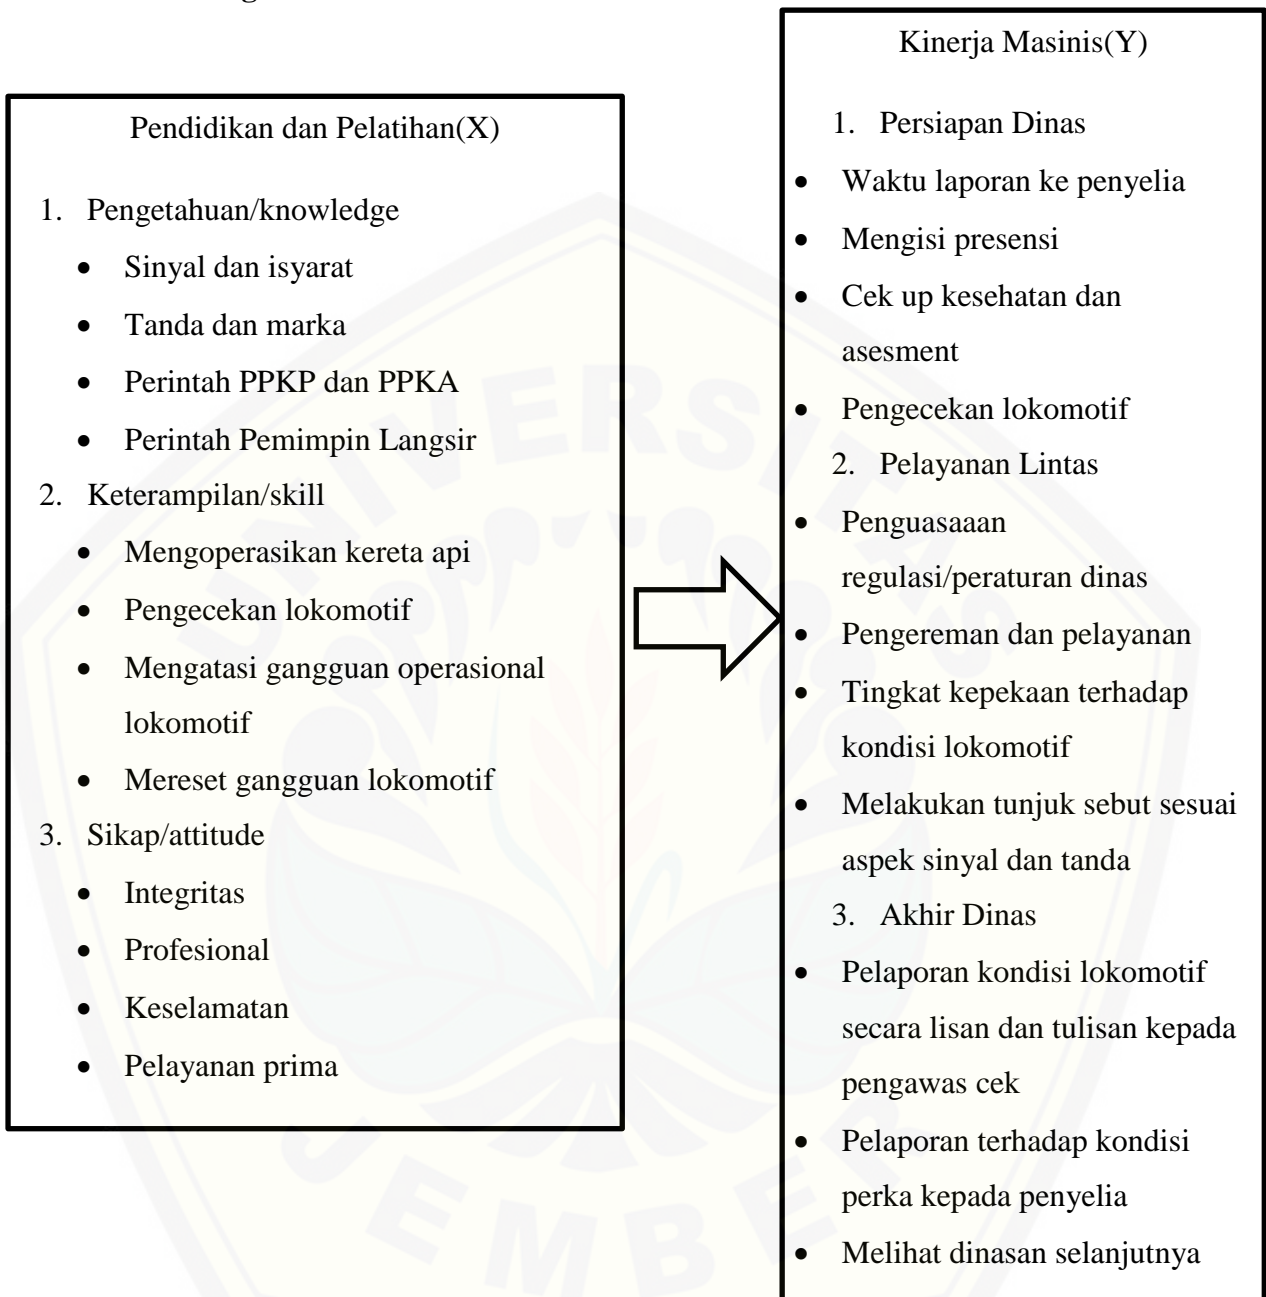 Pendidikan dan Pelatihan(X)
1. Pengetahuan/knowledge
• Sinyal dan isyarat
• Tanda dan marka
• Perintah PPKP dan PPKA
• Perintah Pemimpin Langsir
2. Keterampilan/skill
• Mengoperasikan kereta api
• Pengecekan lokomotif
• Mengatasi gangguan operasional
lokomotif
• Mereset gangguan lokomotif
3. Sikap/attitude
• Integritas
• Profesional
• Keselamatan
• Pelayanan prima
Kinerja Masinis(Y)
1. Persiapan Dinas
• Waktu laporan ke penyelia
• Mengisi presensi
• Cek up kesehatan dan
asesment
• Pengecekan lokomotif
2. Pelayanan Lintas
• Penguasaaan
regulasi/peraturan dinas
• Pengereman dan pelayanan
• Tingkat kepekaan terhadap
kondisi lokomotif
• Melakukan tunjuk sebut sesuai
aspek sinyal dan tanda
3. Akhir Dinas
• Pelaporan kondisi lokomotif
secara lisan dan tulisan kepada
pengawas cek
• Pelaporan terhadap kondisi
perka kepada penyelia
• Melihat dinasan selanjutnya
UNIVERSITAS
JEMBER